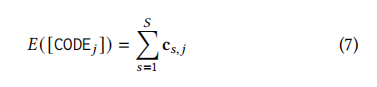 E([CODE_j]) = \sum_{s=1}^{S} \mathbf{c}_{s,j} (7)